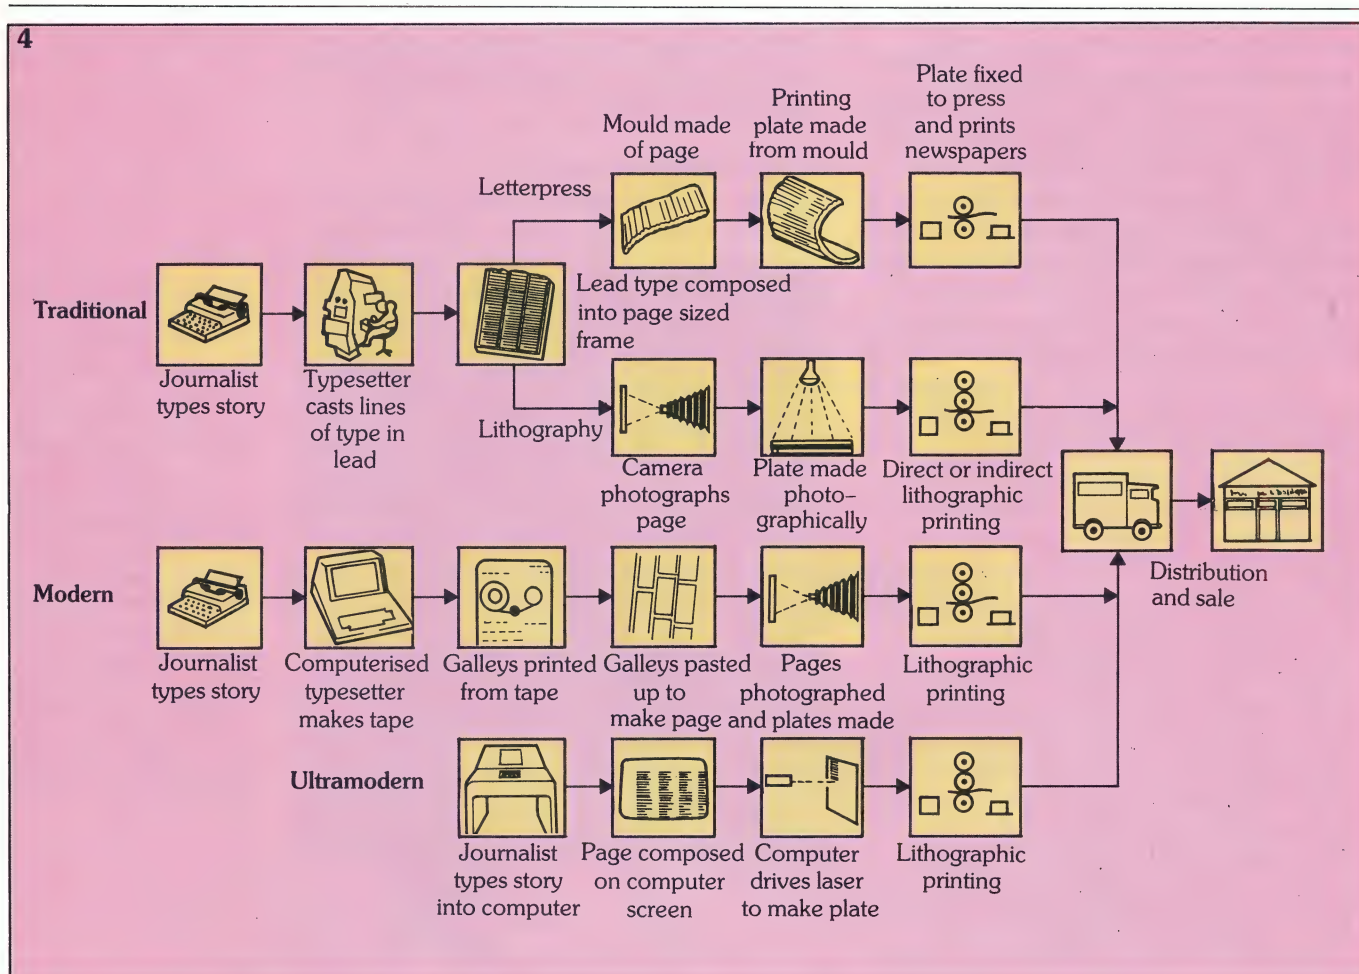 4
Letterpress
Mould made
of page
Printing
plate made
from mould
Plate fixed
to press
and prints
newspapers
Traditional
Journalist
types story
Typesetter
casts lines
of type in
lead
Lead type composed
into page sized
frame
Lithography
Camera
photographs
page
Plate made
photo-
graphically
Direct or indirect
lithographic
printing
Distribution
and sale
Modern
Journalist
types story
Computerised
typesetter
makes tape
Galleys printed
from tape
Galleys pasted
up to
make page
Pages
photographed
and plates made
Lithographic
printing
Ultramodern
Journalist
types story
into computer
Page composed
on computer
screen
Computer
drives laser
to make plate
Lithographic
printing